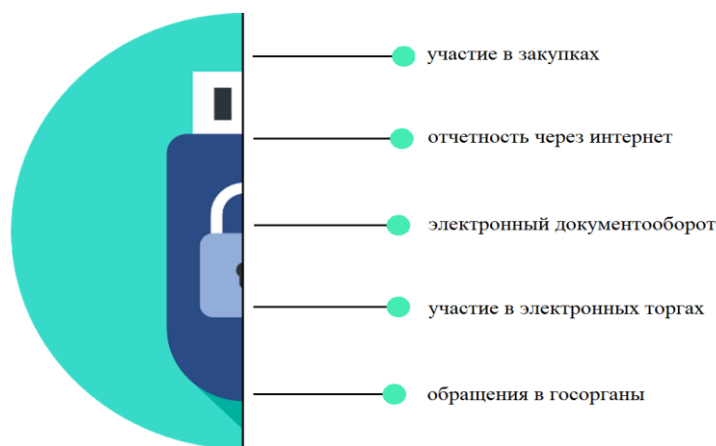 участие в закупках
отчетность через интернет
электронный документооборот
участие в электронных торгах
обращения в госорганы